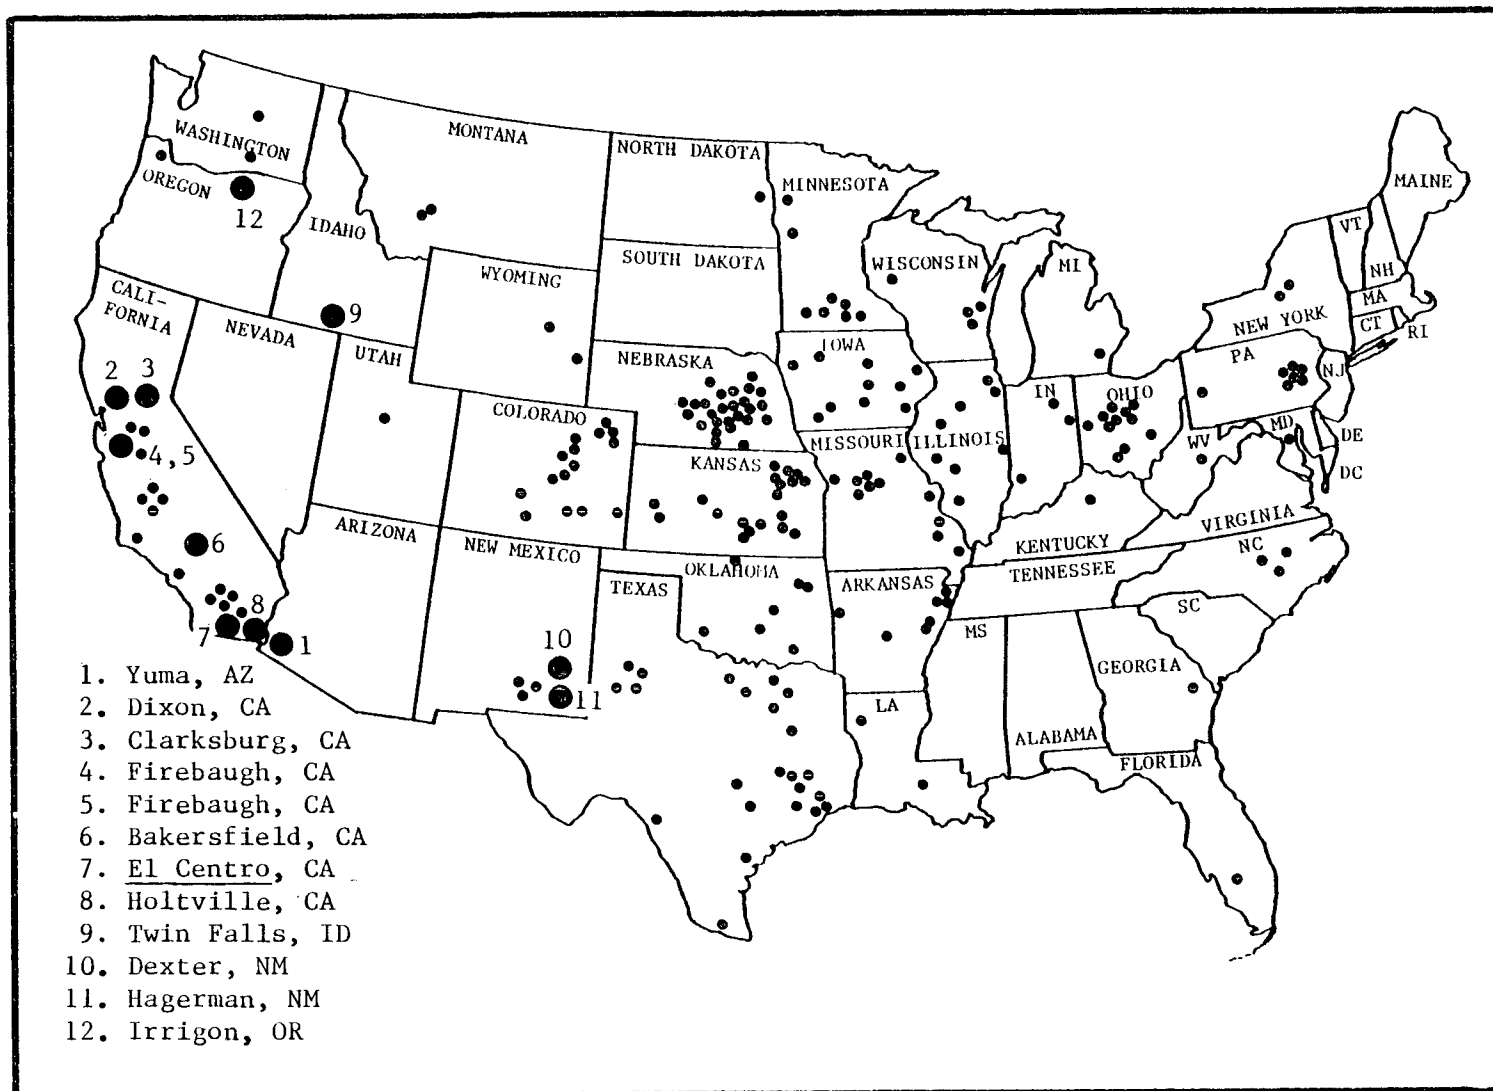 WASHINGTON
MONTANA
NORTH DAKOTA
MINNESOTA
MAINE
OREGON
12
IDAHO
VT
NH
WISCONSIN
MI
SOUTH DAKOTA
WYOMING
CALI-
FORNIA
9
NEVADA
UTAH
NEBRASKA
IOWA
NEW YORK
MA
CT
RI
PA
NJ
2
3
COLORADO
IN
OHIO
MISSOURI
ILLINOIS
WV
MD
DE
DC
4,5
KANSAS
6
ARIZONA
NEW MEXICO
OKLAHOMA
TEXAS
ARKANSAS
KENTUCKY
VIRGINIA
TENNESSEE
NC
SC
7
8
1
10
11
MS
ALABAMA
GEORGIA
LA
FLORIDA
1. Yuma, AZ
2. Dixon, CA
3. Clarksburg, CA
4. Firebaugh, CA
5. Firebaugh, CA
6. Bakersfield, CA
7. El Centro, CA
8. Holtville, CA
9. Twin Falls, ID
10. Dexter, NM
11. Hagerman, NM
12. Irrigon, OR